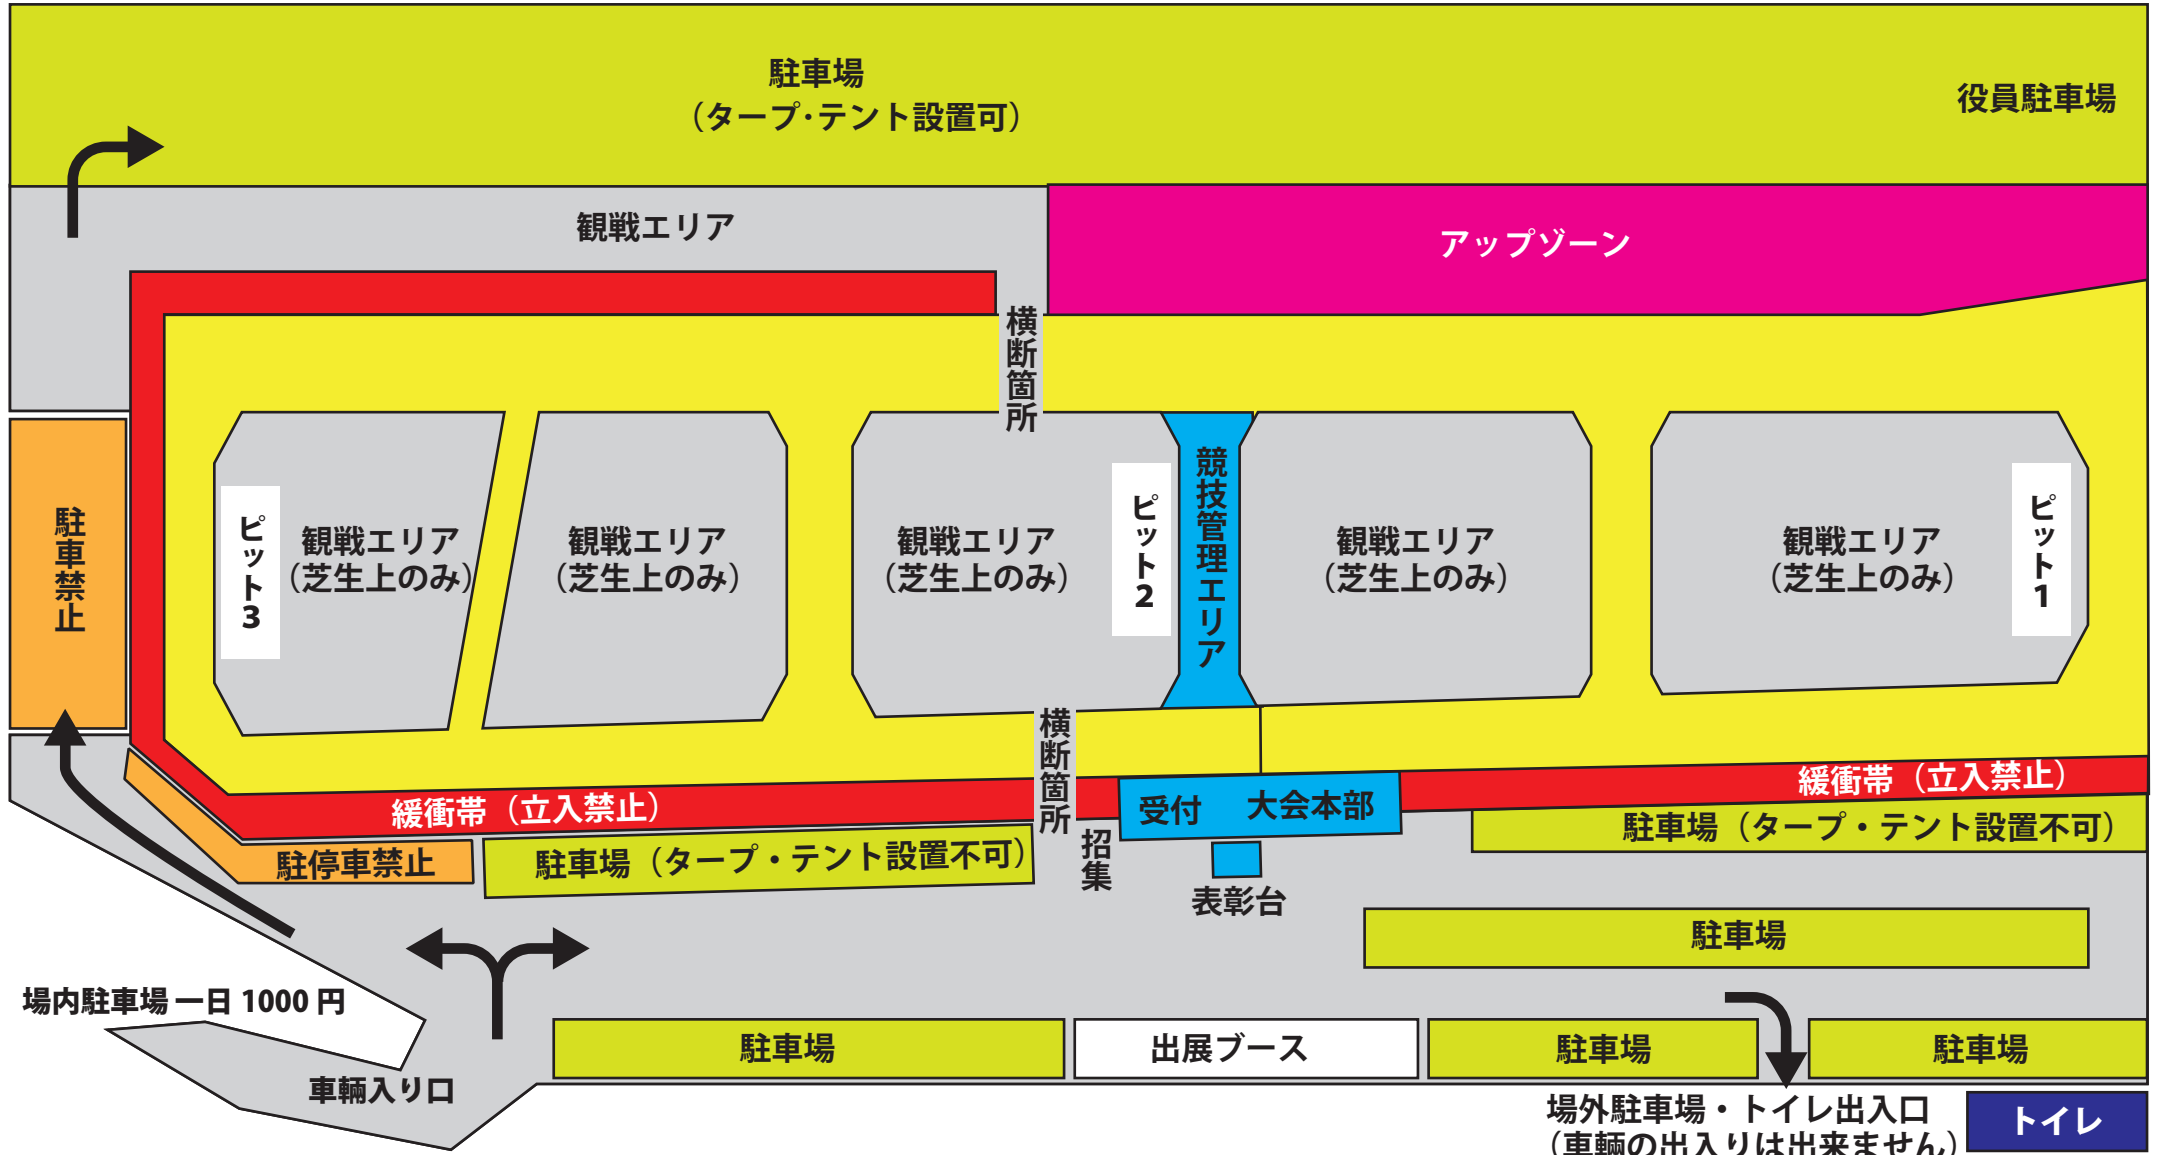 駐車場
（タープ・テント設置可）
役員駐車場
観戦エリア
アップゾーン
横断箇所
駐車禁止
ピット3
観戦エリア
（芝生上のみ）
観戦エリア
（芝生上のみ）
観戦エリア
（芝生上のみ）
ピット2
競技管理エリア
観戦エリア
（芝生上のみ）
観戦エリア
（芝生上のみ）
ピット1
横断箇所
緩衝帯（立入禁止）
緩衝帯（立入禁止）
受付 大会本部
駐車場（タープ・テント設置不可）
駐停車禁止
駐車場（タープ・テント設置不可）
招集
表彰台
駐車場
場内駐車場 一日 1000 円
車輌入り口
駐車場
出展ブース
駐車場
駐車場
場外駐車場・トイレ出入口
（車輌の出入りは出来ません）
トイレ